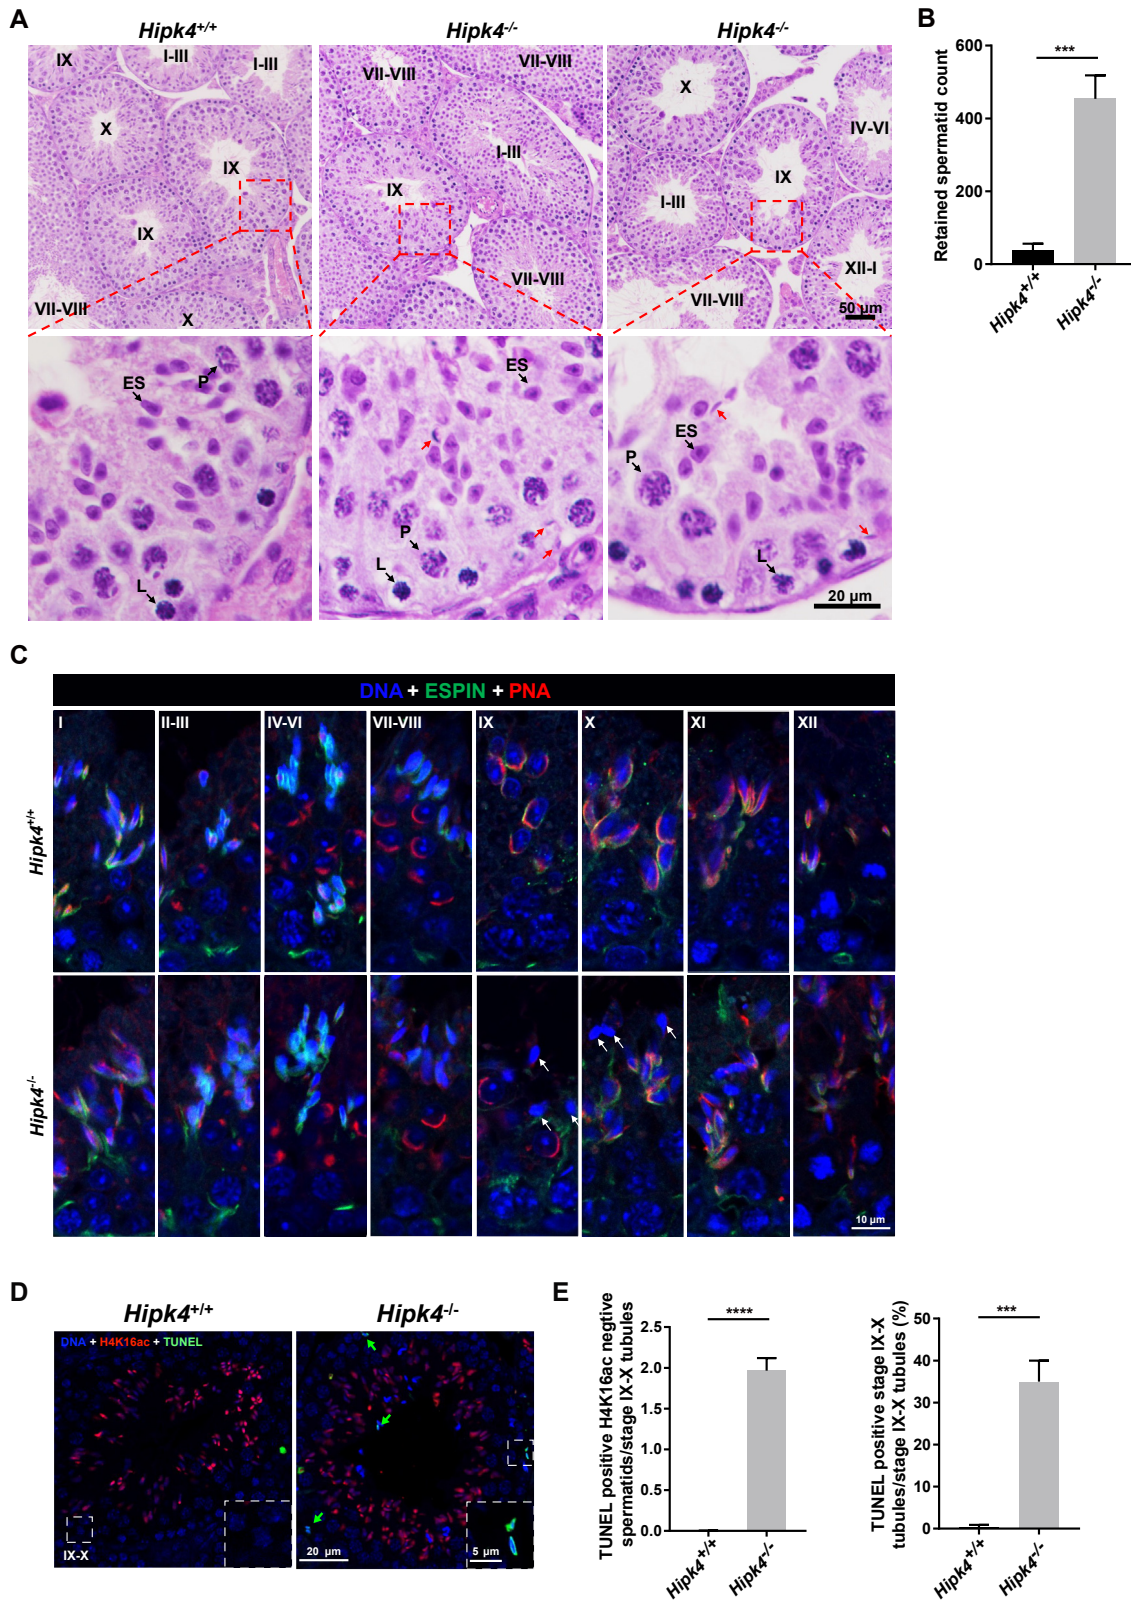 A
Hipk4+/+
Hipk4-/-
Hipk4-/-
IX
I-III
I-III
X
IX
IX
VII-VIII
X
VII-VIII
VII-VIII
I-III
IX
VII-VIII
X
IV-VI
I-III
IX
XII-I
VII-VIII
50 µm
ES
P
L
ES
P
L
ES
P
L
20 µm
B
Retained spermatid count
600
400
200
0
***
Hipk4+/+
Hipk4-/-
C
DNA + ESPIN + PNA
I
II-III
IV-VI
VII-VIII
IX
X
XI
XII
Hipk4+/+
Hipk4-/-
10 µm
D
Hipk4+/+
Hipk4-/-
DNA + H4K16ac + TUNEL
IX-X
20 µm
5 µm
E
TUNEL positive H4K16ac negtive
spermatids/stage IX-X tubules
2.5
2.0
1.5
1.0
0.5
0.0
****
Hipk4+/+
Hipk4-/-
TUNEL positive stage IX-X
tubules/stage IX-X tubules (%)
50
40
30
20
10
0
***
Hipk4+/+
Hipk4-/-